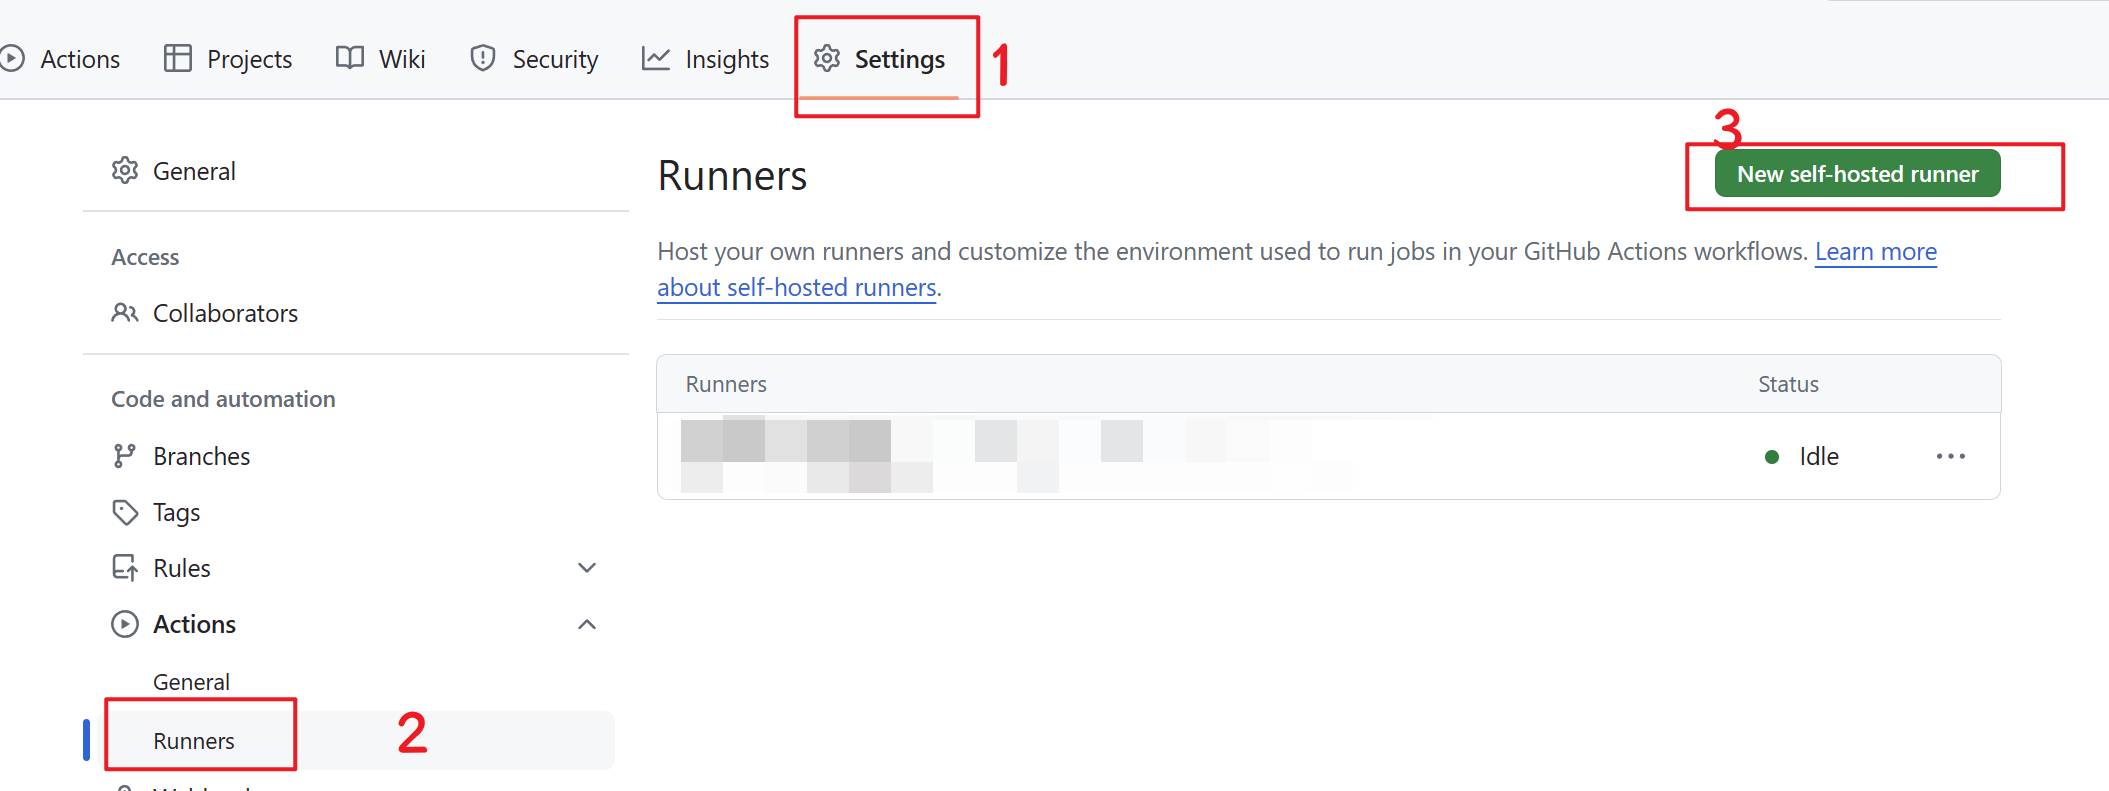 Actions Projects Wiki Security Insights Settings 1
3
General
Runners
New self-hosted runner
Access
Host your own runners and customize the environment used to run jobs in your GitHub Actions workflows. Learn more
about self-hosted runners.
Collaborators
Runners Status
Code and automation
Branches
Idle
Tags
Rules
Actions
General
Runners 2